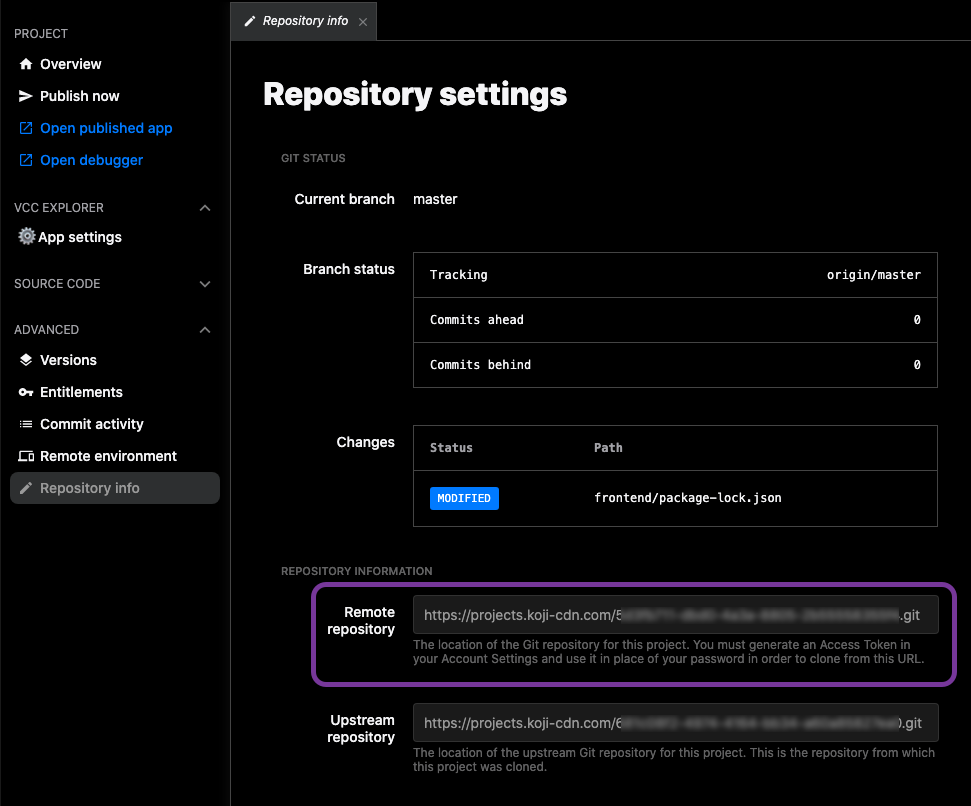 PROJECT
Overview
Publish now
Open published app
Open debugger
VCC EXPLORER
App settings
SOURCE CODE
ADVANCED
Versions
Entitlements
Commit activity
Remote environment
Repository info
Repository info
Repository settings
GIT STATUS
Current branch master
Branch status
Tracking origin/master
Commits ahead 0
Commits behind 0
Changes
Status Path
MODIFIED frontend/package-lock.json
REPOSITORY INFORMATION
Remote repository
https://projects.koji-cdn.com/ .git
The location of the Git repository for this project. You must generate an Access Token in
your Account Settings and use it in place of your password in order to clone from this URL.
Upstream repository
https://projects.koji-cdn.com/ .git
The location of the upstream Git repository for this project. This is the repository from which
this project was cloned.